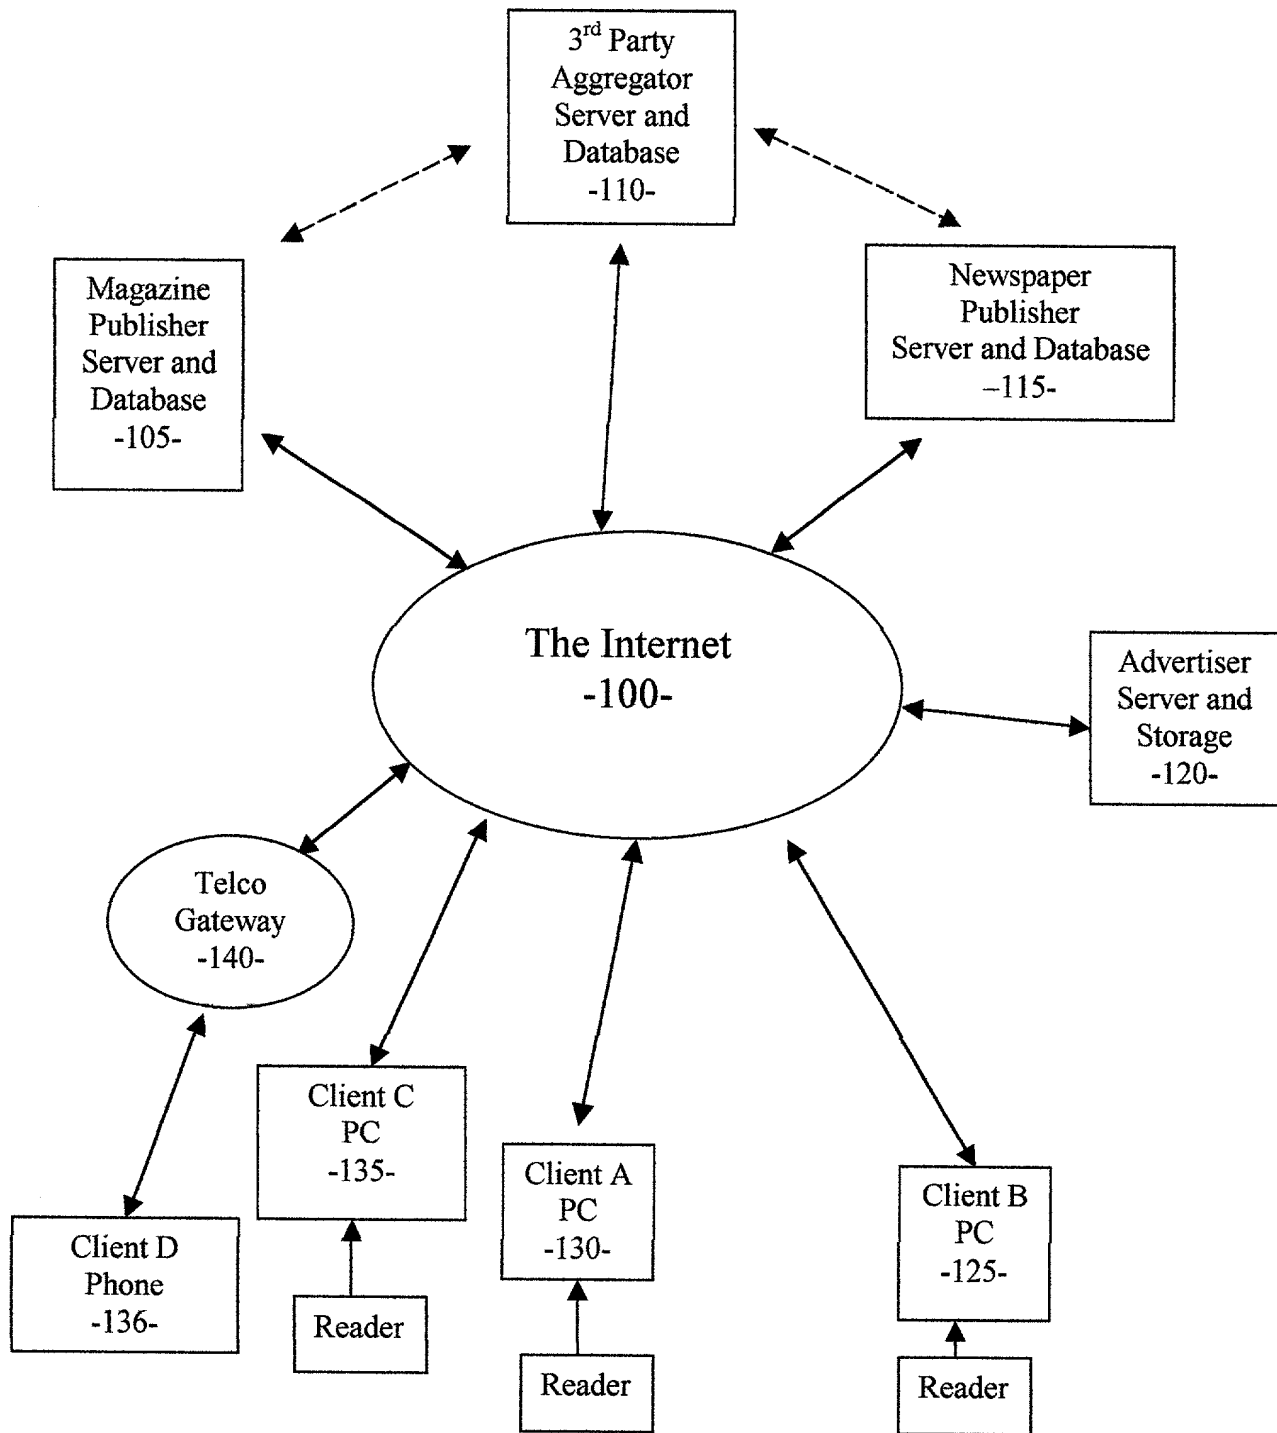 3rd Party
Aggregator
Server and
Database
-110-
Magazine
Publisher
Server and
Database
-105-
Newspaper
Publisher
Server and Database
–115-
The Internet
-100-
Advertiser
Server and
Storage
-120-
Telco
Gateway
-140-
Client C
PC
-135-
Client A
PC
-130-
Client B
PC
-125-
Client D
Phone
-136-
Reader
Reader
Reader